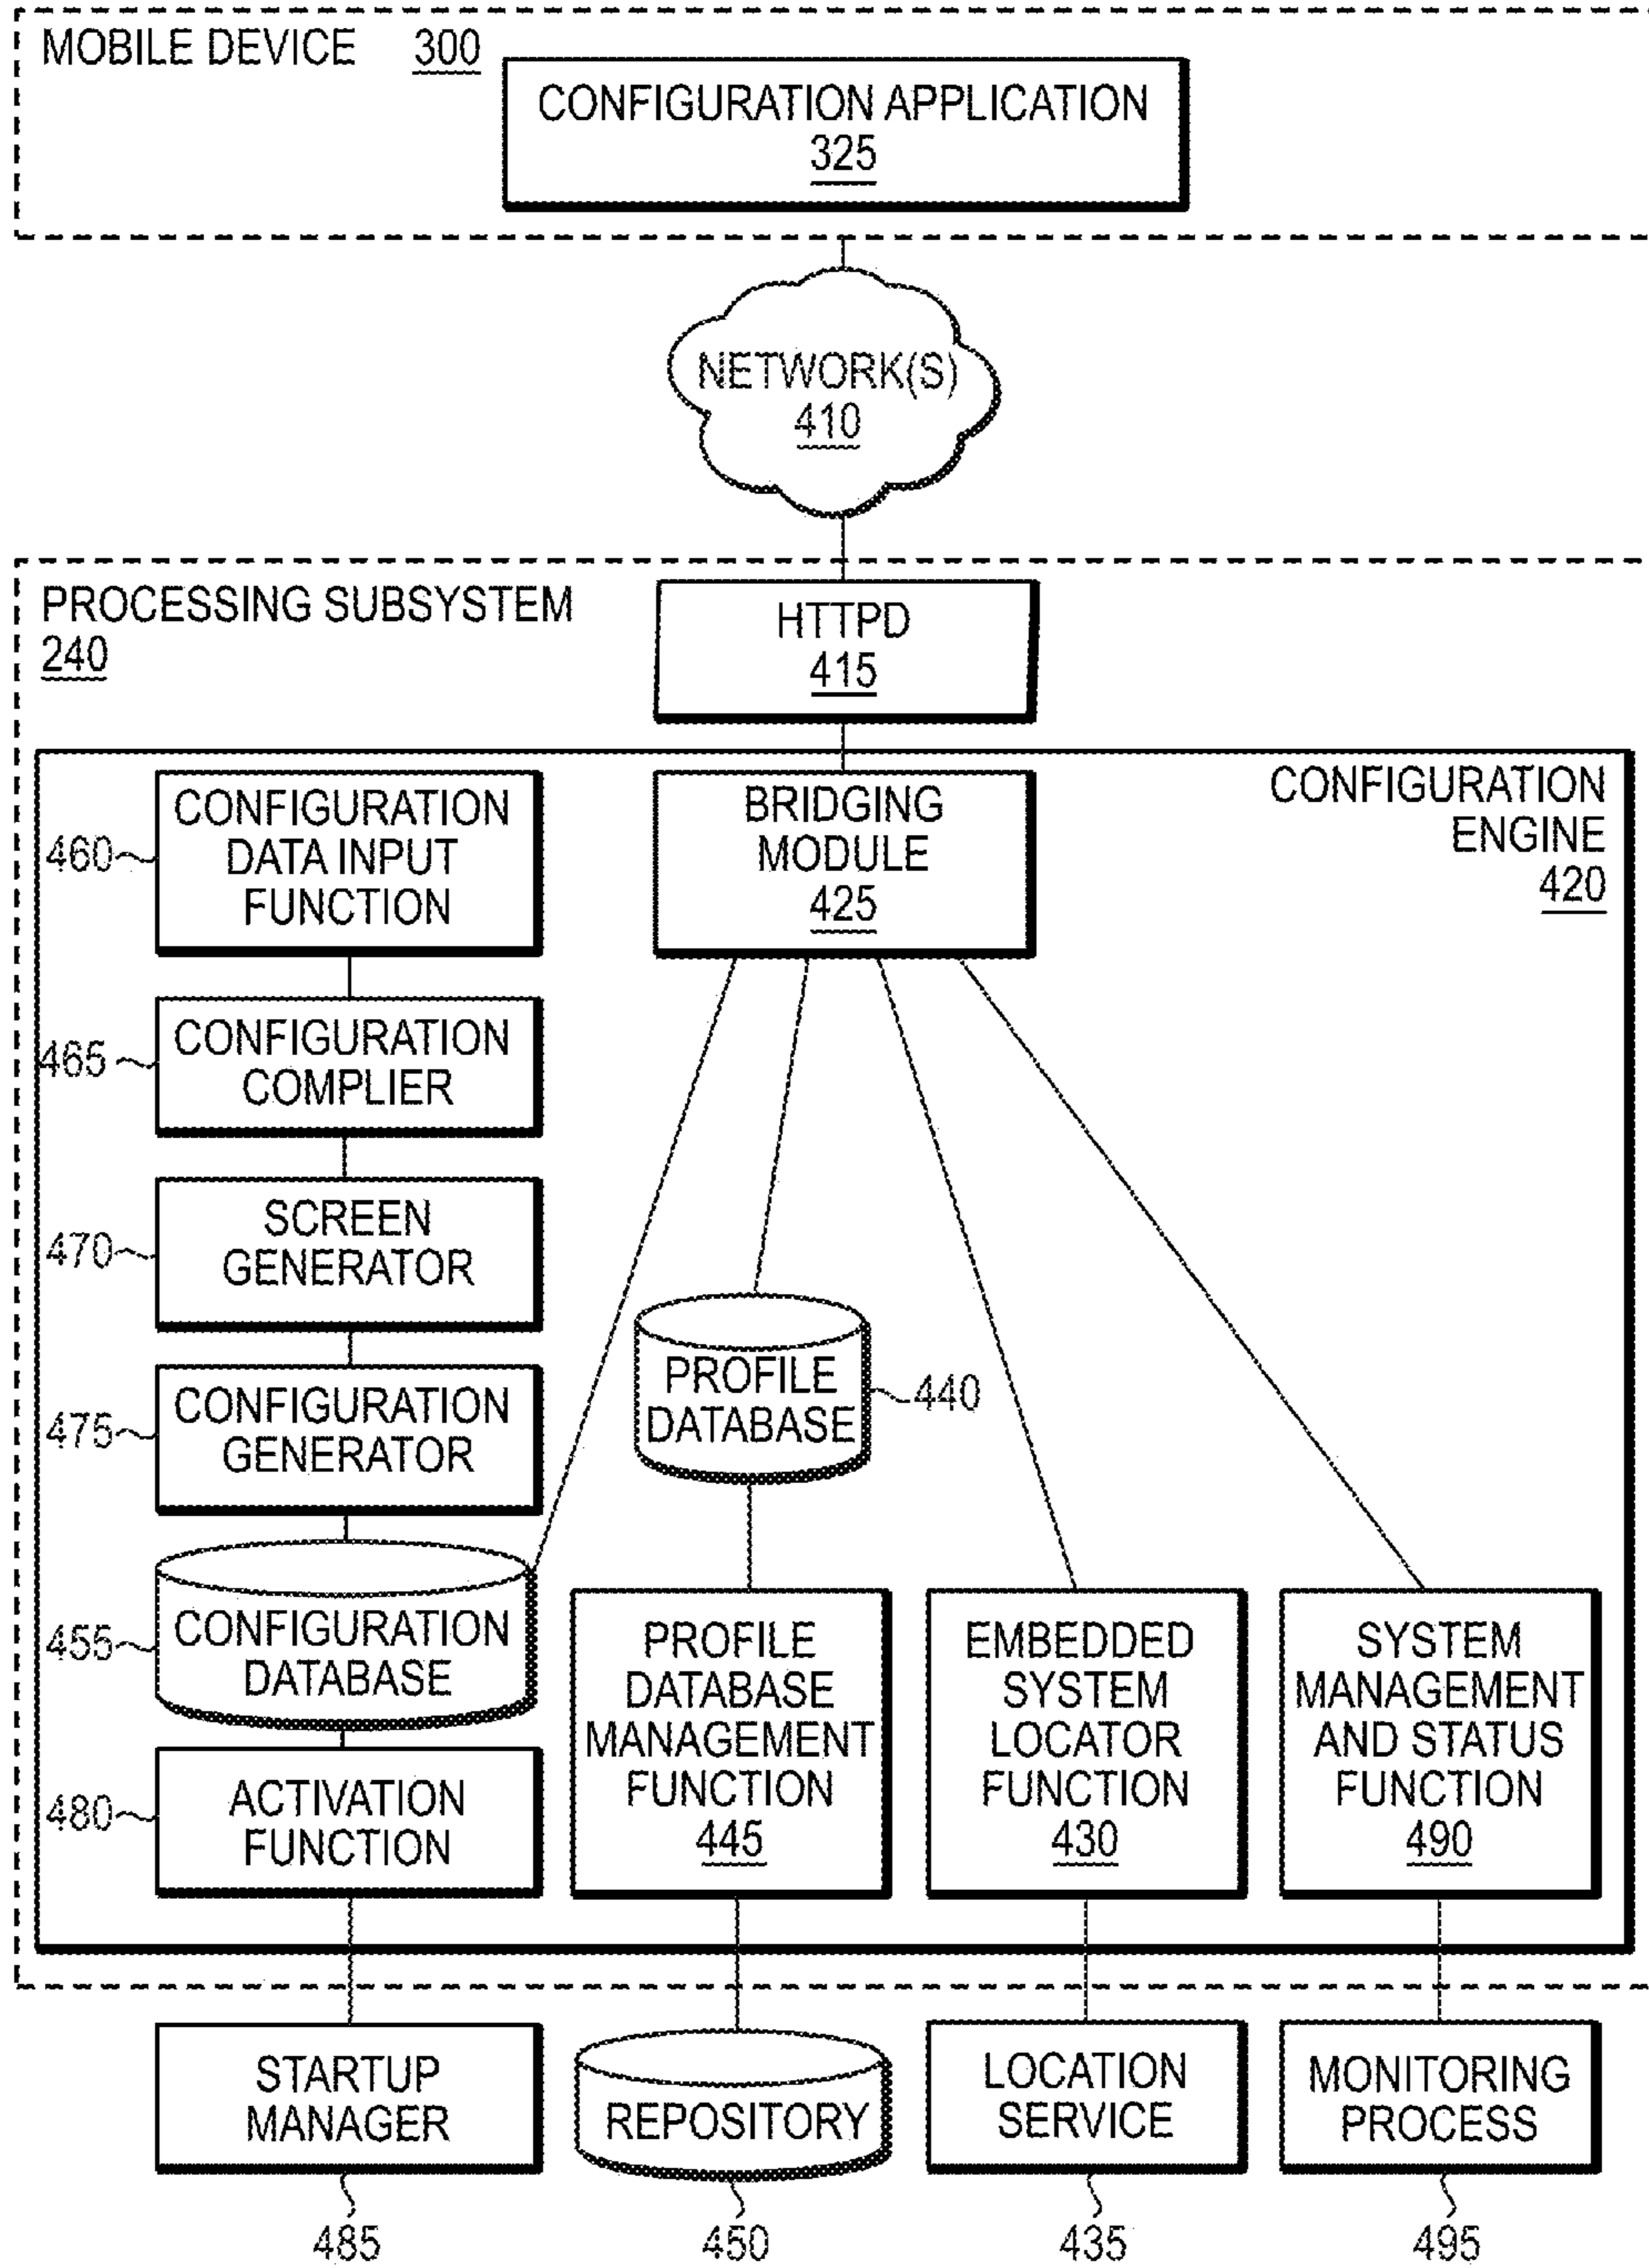 MOBILE DEVICE 300
CONFIGURATION APPLICATION
325
NETWORK(S)
410
PROCESSING SUBSYSTEM
240
HTTPD
415
CONFIGURATION
ENGINE
420
BRIDGING
MODULE
425
460
CONFIGURATION
DATA INPUT
FUNCTION
465
CONFIGURATION
COMPLIER
470
SCREEN
GENERATOR
475
CONFIGURATION
GENERATOR
PROFILE
DATABASE
440
455
CONFIGURATION
DATABASE
480
ACTIVATION
FUNCTION
PROFILE
DATABASE
MANAGEMENT
FUNCTION
445
EMBEDDED
SYSTEM
LOCATOR
FUNCTION
430
SYSTEM
MANAGEMENT
AND STATUS
FUNCTION
490
STARTUP
MANAGER
485
REPOSITORY
450
LOCATION
SERVICE
435
MONITORING
PROCESS
495